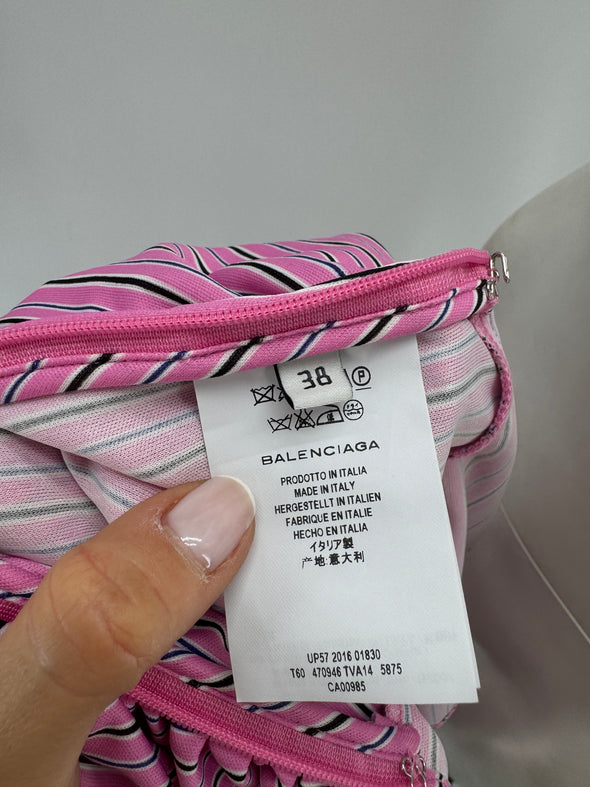 38
P
BALENCIAGA
PRODOTTO IN ITALIA
MADE IN ITALY
HERGESTELLT IN ITALIEN
FABRIQUE EN ITALIE
HECHO EN ITALIA
イタリア製
产地:意大利
UP57 2016 01830
T60 470946 TVA14 5875
CA00985